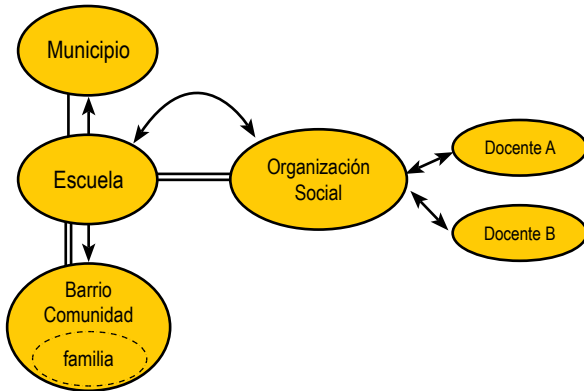 Municipio
Escuela
Organización
Social
Docente A
Docente B
Barrio
Comunidad
familia